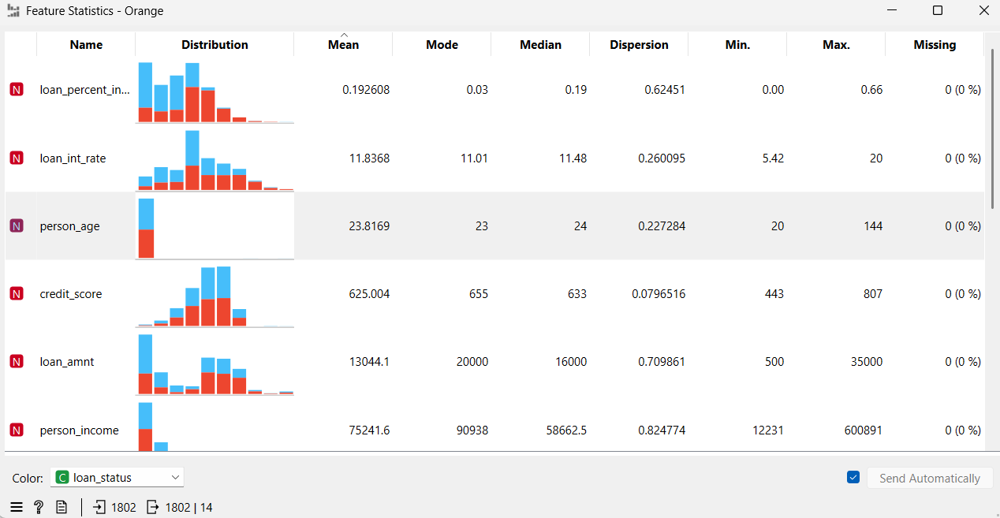 Feature Statistics - Orange
Name Distribution Mean Mode Median Dispersion Min. Max. Missing
N loan_percent_in... 0.192608 0.03 0.19 0.62451 0.00 0.66 0 (0 %)
N loan_int_rate 11.8368 11.01 11.48 0.260095 5.42 20 0 (0 %)
N person_age 23.8169 23 24 0.227284 20 144 0 (0 %)
N credit_score 625.004 655 633 0.0796516 443 807 0 (0 %)
N loan_amnt 13044.1 20000 16000 0.709861 500 35000 0 (0 %)
N person_income 75241.6 90938 58662.5 0.824774 12231 600891 0 (0 %)
Color: C loan_status Send Automatically
? 1802 1802 | 14